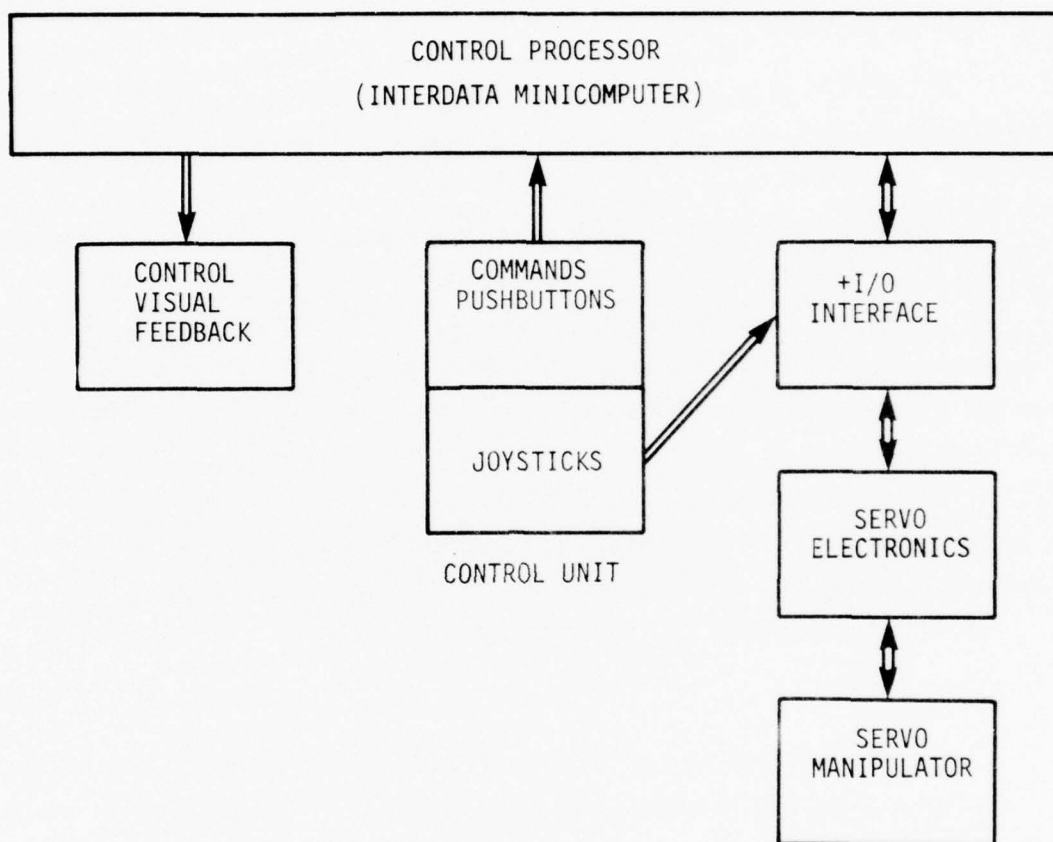 CONTROL PROCESSOR
(INTERDATA MINICOMPUTER)
CONTROL
VISUAL
FEEDBACK
COMMANDS
PUSHBUTTONS
JOYSTICKS
CONTROL UNIT
+I/O
INTERFACE
SERVO
ELECTRONICS
SERVO
MANIPULATOR